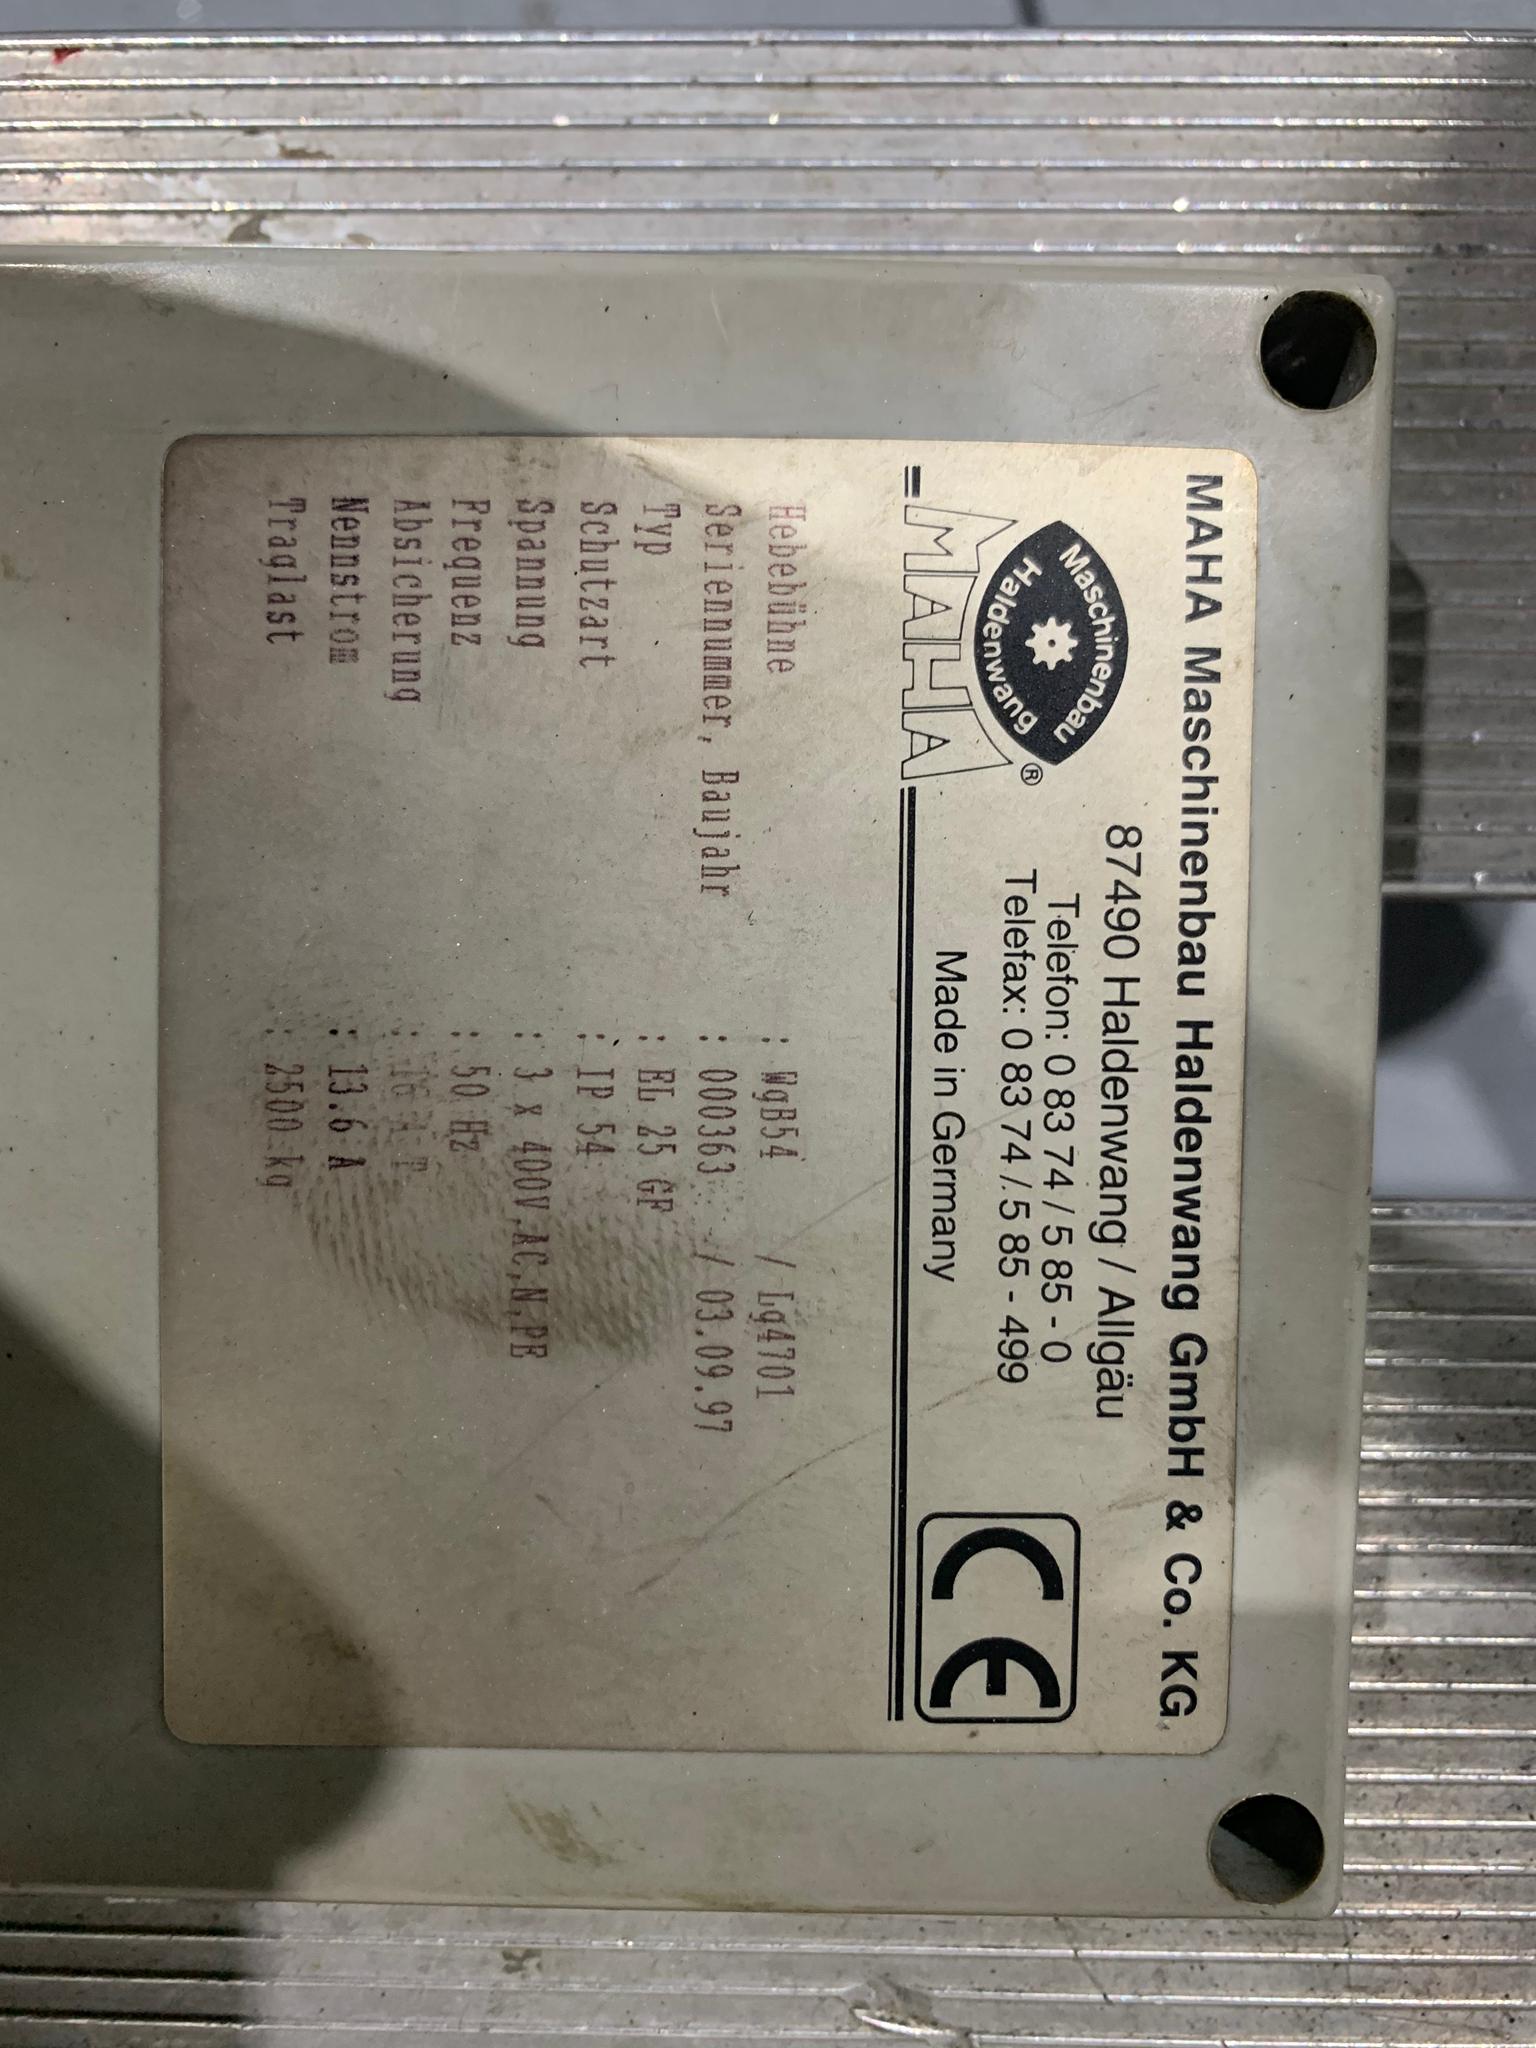 MAHA Maschinenbau Haldenwang GmbH & Co. KG
87490 Haldenwang / Allgäu
Telefon: 0 83 74 / 5 85 - 0
Telefax: 0 83 74 / 5 85 - 499
Made in Germany
Maschinenbau
Haldenwang
MAHA ®
CE
Hebebühne : WgB54 / Lg4701
Seriennummer, Baujahr : 000363 / 03.09.97
Typ : EL 25 GF
Schutzart : IP 54
Spannung : 3 x 400V,AC,N,PE
Frequenz : 50 Hz
Absicherung : 16 A T
Nennstrom : 13.6 A
Traglast : 2500 kg